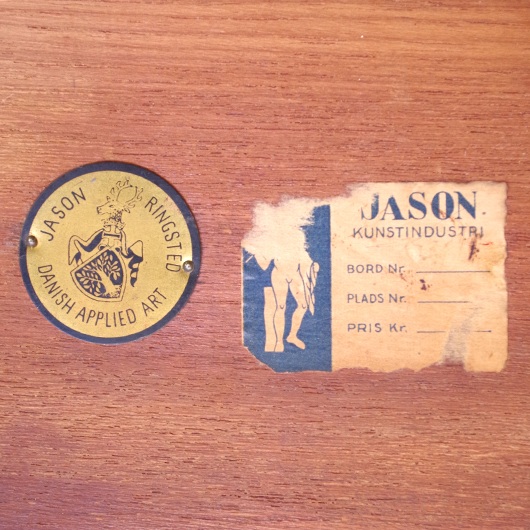 JASON RINGSTED
DANISH APPLIED ART
JASON
KUNSTINDUSTRI
BORD Nr.
PLADS Nr.
PRIS Kr.